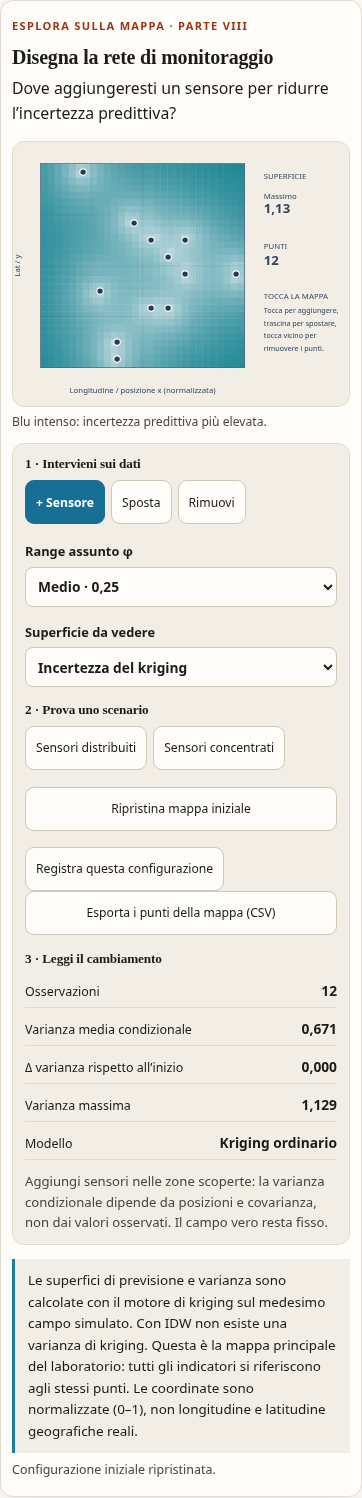 ESPLORA SULLA MAPPA · PARTE VIII
Disegna la rete di monitoraggio
Dove aggiungeresti un sensore per ridurre
l’incertezza predittiva?
SUPERFICIE
Massimo
1,13
PUNTI
12
TOCCA LA MAPPA
Tocca per aggiungere,
trascina per spostare,
tocca vicino per
rimuovere i punti.
Lat / y
Longitudine / posizione x (normalizzata)
Blu intenso: incertezza predittiva più elevata.
1 · Intervieni sui dati
+ Sensore
Sposta
Rimuovi
Range assunto φ
Medio · 0,25
Superficie da vedere
Incertezza del kriging
2 · Prova uno scenario
Sensori distribuiti
Sensori concentrati
Ripristina mappa iniziale
Registra questa configurazione
Esporta i punti della mappa (CSV)
3 · Leggi il cambiamento
Osservazioni 12
Varianza media condizionale 0,671
Δ varianza rispetto all’inizio 0,000
Varianza massima 1,129
Modello Kriging ordinario
Aggiungi sensori nelle zone scoperte: la varianza
condizionale dipende da posizioni e covarianza,
non dai valori osservati. Il campo vero resta fisso.
Le superfici di previsione e varianza sono
calcolate con il motore di kriging sul medesimo
campo simulato. Con IDW non esiste una
varianza di kriging. Questa è la mappa principale
del laboratorio: tutti gli indicatori si riferiscono
agli stessi punti. Le coordinate sono
normalizzate (0–1), non longitudine e latitudine
geografiche reali.
Configurazione iniziale ripristinata.